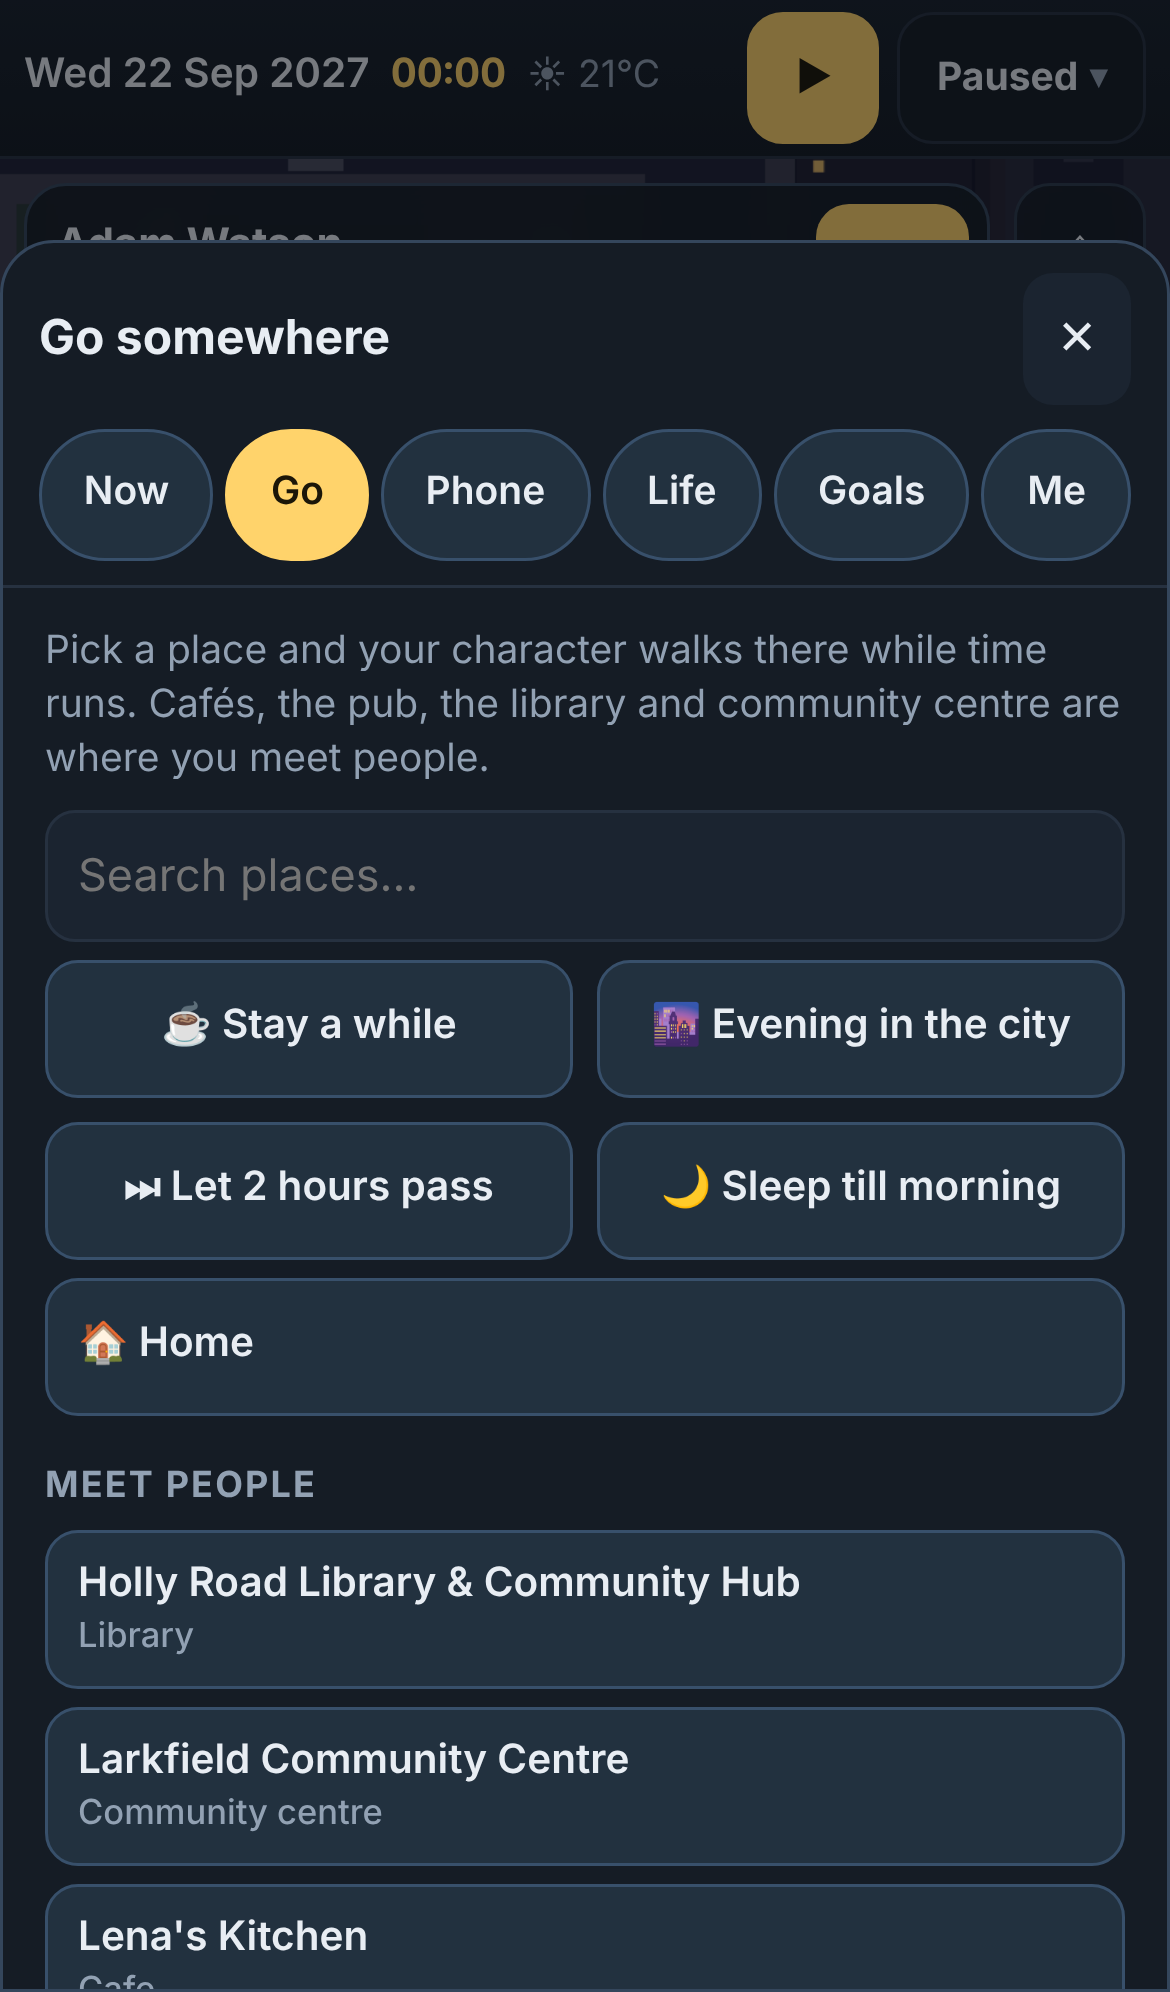 Wed 22 Sep 2027 00:00 ☀ 21°C
Paused ▾
Adam Watson
Go somewhere
Now Go Phone Life Goals Me
Pick a place and your character walks there while time
runs. Cafés, the pub, the library and community centre are
where you meet people.
Search places...
Stay a while
Evening in the city
Let 2 hours pass
Sleep till morning
Home
MEET PEOPLE
Holly Road Library & Community Hub
Library
Larkfield Community Centre
Community centre
Lena's Kitchen
Cafe